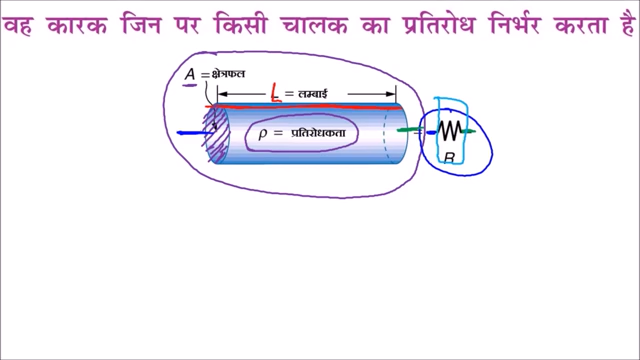 वह कारक जिन पर किसी चालक का प्रतिरोध निर्भर करता है
A = क्षेत्रफल
L = लम्बाई
ρ = प्रतिरोधकता
=
R